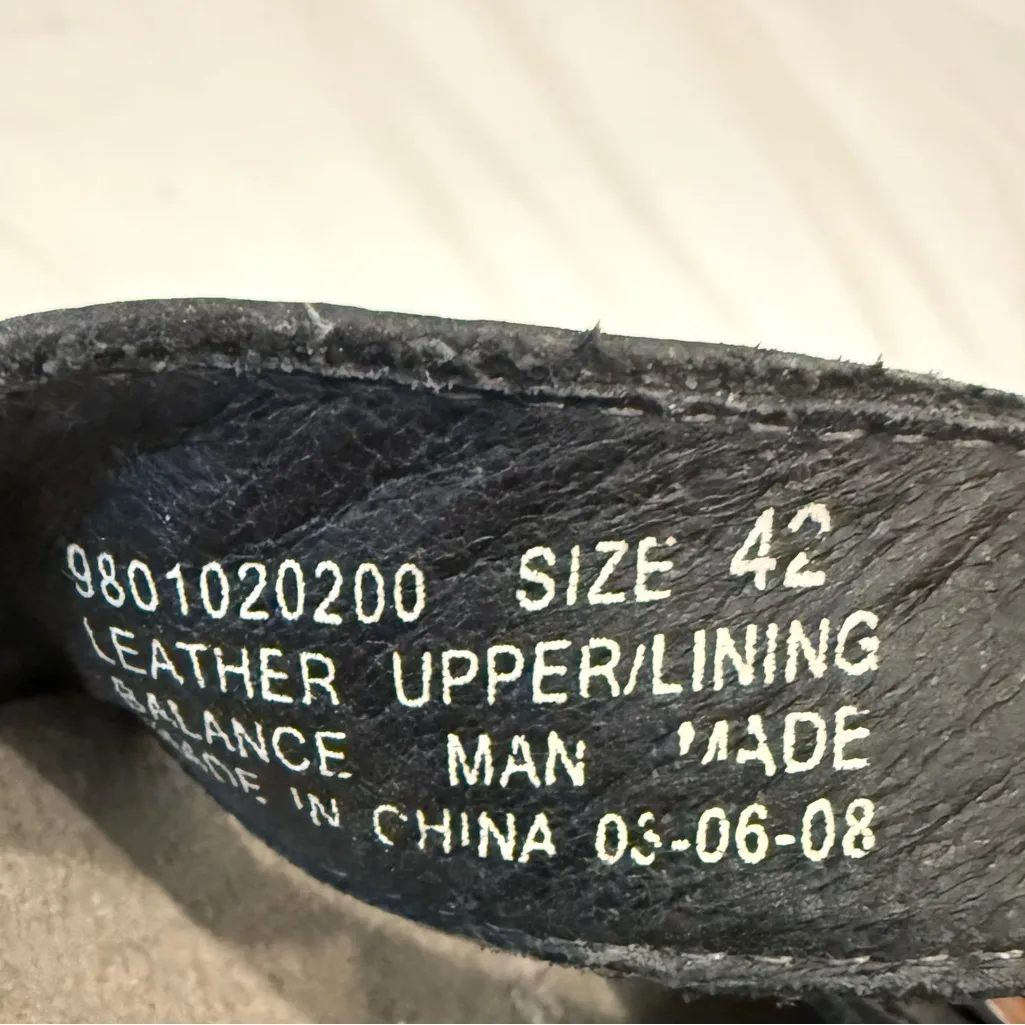 9801020200 SIZE 42
LEATHER UPPER/LINING
BALANCE MAN MADE
MADE IN CHINA 03-06-08